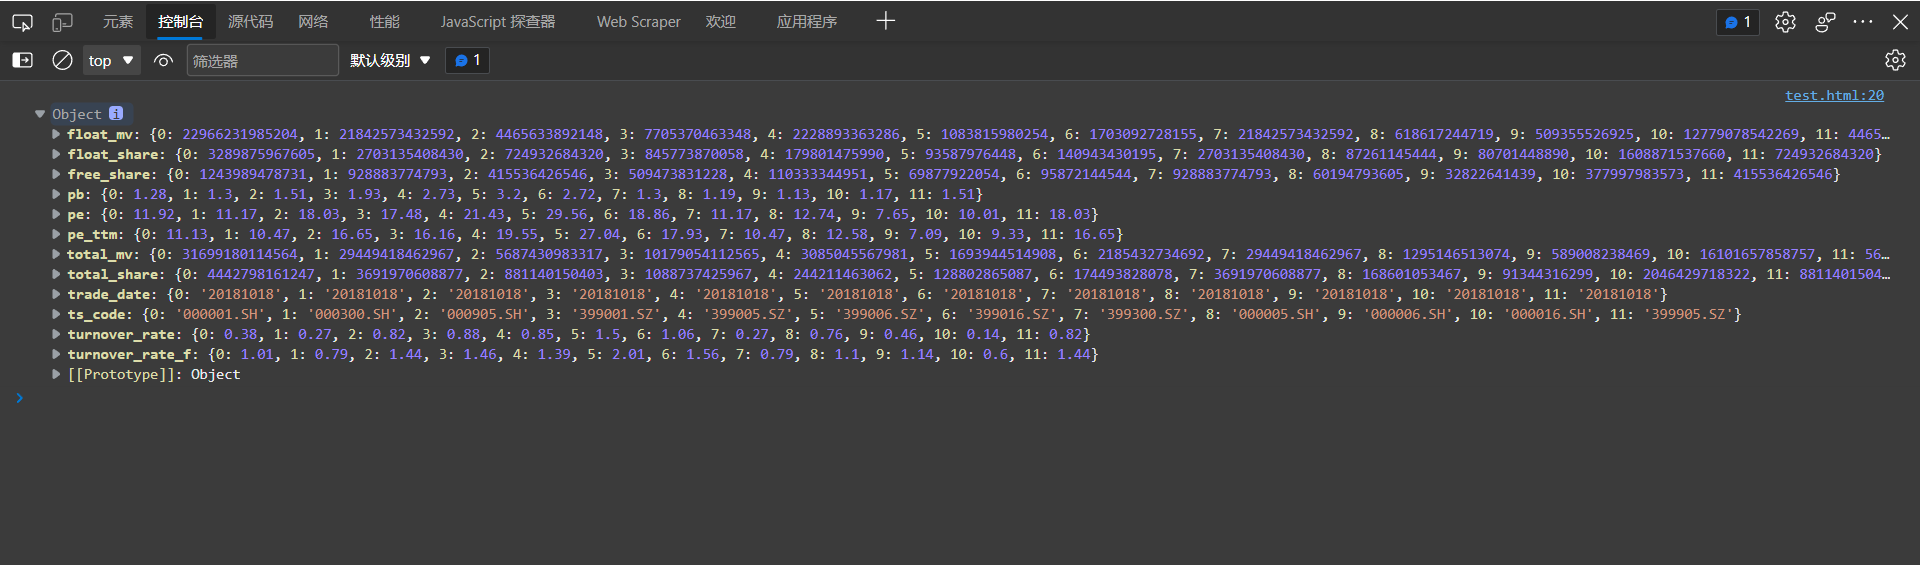 元素 控制台 源代码 网络 性能 JavaScript 探查器 Web Scraper 欢迎 应用程序 1
top 筛选器 默认级别 1
test.html:20
Object i
float_mv: {0: 22966231985204, 1: 21842573432592, 2: 4465633892148, 3: 7705370463348, 4: 2228893363286, 5: 1083815980254, 6: 1703092728155, 7: 21842573432592, 8: 618617244719, 9: 509355526925, 10: 12779078542269, 11: 4465…
float_share: {0: 3289875967605, 1: 2703135408430, 2: 724932684320, 3: 845773870058, 4: 179801475990, 5: 93587976448, 6: 140943430195, 7: 2703135408430, 8: 87261145444, 9: 80701448890, 10: 1608871537660, 11: 724932684320}
free_share: {0: 1243989478731, 1: 928883774793, 2: 415536426546, 3: 509473831228, 4: 110333344951, 5: 69877922054, 6: 95872144544, 7: 928883774793, 8: 60194793605, 9: 32822641439, 10: 377997983573, 11: 415536426546}
pb: {0: 1.28, 1: 1.3, 2: 1.51, 3: 1.93, 4: 2.73, 5: 3.2, 6: 2.72, 7: 1.3, 8: 1.19, 9: 1.13, 10: 1.17, 11: 1.51}
pe: {0: 11.92, 1: 11.17, 2: 18.03, 3: 17.48, 4: 21.43, 5: 29.56, 6: 18.86, 7: 11.17, 8: 12.74, 9: 7.65, 10: 10.01, 11: 18.03}
pe_ttm: {0: 11.13, 1: 10.47, 2: 16.65, 3: 16.16, 4: 19.55, 5: 27.04, 6: 17.93, 7: 10.47, 8: 12.58, 9: 7.09, 10: 9.33, 11: 16.65}
total_mv: {0: 31699180114564, 1: 29449418462967, 2: 5687430983317, 3: 10179054112565, 4: 3085045567981, 5: 1693944514908, 6: 2185432734692, 7: 29449418462967, 8: 1295146513074, 9: 589008238469, 10: 16101657858757, 11: 56…
total_share: {0: 4442798161247, 1: 3691970608877, 2: 881140150403, 3: 1088737425967, 4: 244211463062, 5: 128802865087, 6: 174493828078, 7: 3691970608877, 8: 168601053467, 9: 91344316299, 10: 2046429718322, 11: 8811401504…
trade_date: {0: '20181018', 1: '20181018', 2: '20181018', 3: '20181018', 4: '20181018', 5: '20181018', 6: '20181018', 7: '20181018', 8: '20181018', 9: '20181018', 10: '20181018', 11: '20181018'}
ts_code: {0: '000001.SH', 1: '000300.SH', 2: '000905.SH', 3: '399001.SZ', 4: '399005.SZ', 5: '399006.SZ', 6: '399016.SZ', 7: '399300.SZ', 8: '000005.SH', 9: '000006.SH', 10: '000016.SH', 11: '399905.SZ'}
turnover_rate: {0: 0.38, 1: 0.27, 2: 0.82, 3: 0.88, 4: 0.85, 5: 1.5, 6: 1.06, 7: 0.27, 8: 0.76, 9: 0.46, 10: 0.14, 11: 0.82}
turnover_rate_f: {0: 1.01, 1: 0.79, 2: 1.44, 3: 1.46, 4: 1.39, 5: 2.01, 6: 1.56, 7: 0.79, 8: 1.1, 9: 1.14, 10: 0.6, 11: 1.44}
[[Prototype]]: Object